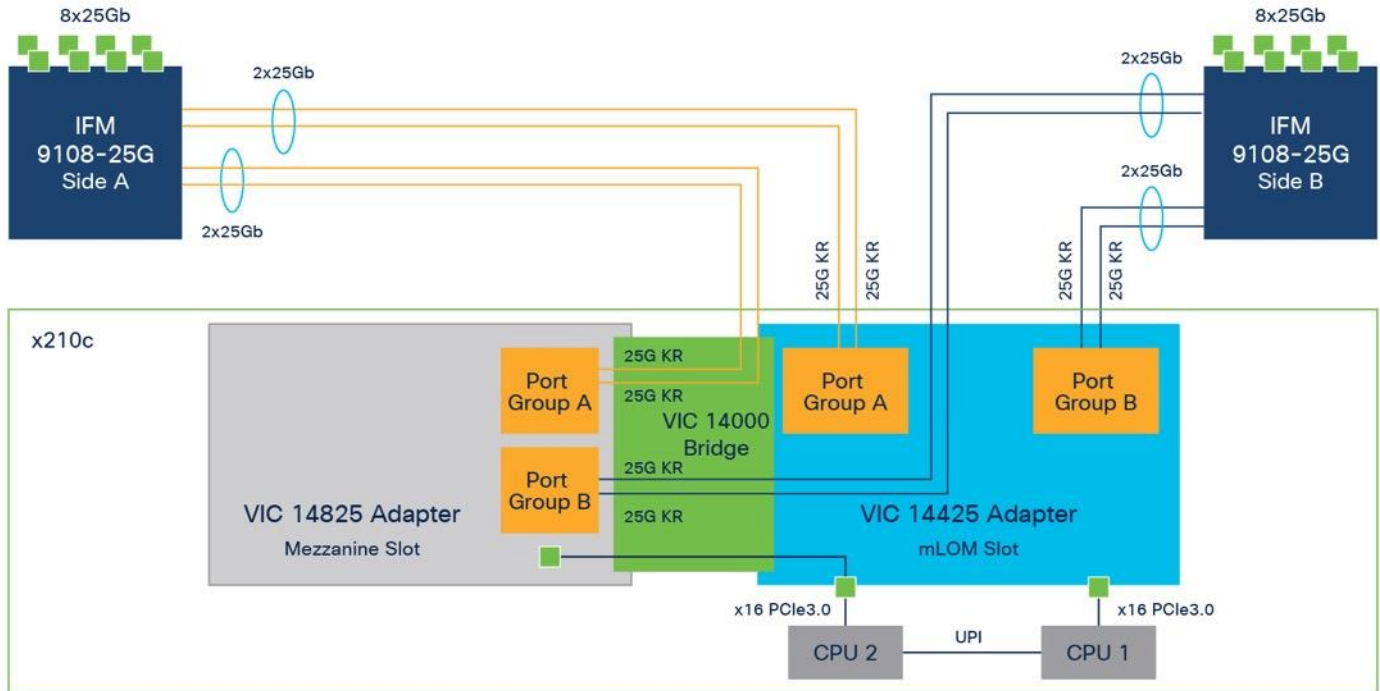 8x25Gb
8x25Gb
2x25Gb
2x25Gb
IFM
9108-25G
Side A
IFM
9108-25G
Side B
2x25Gb
2x25Gb
25G KR
25G KR
25G KR
25G KR
x210c
25G KR
25G KR
Port
Group A
Port
Group A
Port
Group B
VIC 14000
Bridge
25G KR
25G KR
Port
Group B
VIC 14825 Adapter
Mezzanine Slot
VIC 14425 Adapter
mLOM Slot
x16 PCIe3.0
x16 PCIe3.0
CPU 2
UPI
CPU 1